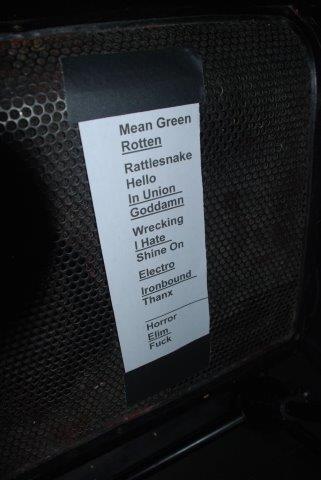 Mean Green
Rotten
Rattlesnake
Hello
In Union
Goddamn
Wrecking
I Hate
Shine On
Electro
Ironbound
Thanx
Horror
Elim
Fuck